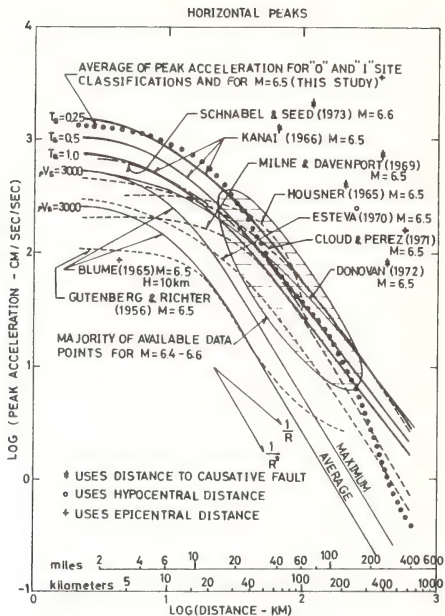 HORIZONTAL PEAKS
4
AVERAGE OF PEAK ACCELERATION FOR "O" AND "I" SITE
CLASSIFICATIONS AND FOR M=6.5 (THIS STUDY)+
T₆=0.25
SCHNABEL & SEED (1973) M=6.6
3
T₆=0.5
KANAI (1966) M=6.5
T₆=1.0
MILNE & DAVENPORT (1969)
M=6.5
ρVs=3000
HOUSNER (1965) M=6.5
ESTEVA° (1970) M=6.5
ρVs=3000
CLOUD & PEREZ (1971)
M=6.5
2
+
BLUME (1965) M=6.5
H=10km
DONOVAN (1972)
M=6.5
GUTENBERG & RICHTER
(1956) M=6.5
MAJORITY OF AVAILABLE DATA
POINTS FOR M=6.4-6.6
1
1/R
1/R²
MAXIMUM
AVERAGE
0
USES DISTANCE TO CAUSATIVE FAULT
o USES HYPOCENTRAL DISTANCE
+ USES EPICENTRAL DISTANCE
miles 2 4 6 10 20 40 60 100 200 400 600
kilometers 5 10 20 40 60 100 200 400 1000
-1
0 1 2 3
LOG(DISTANCE - KM)
LOG (PEAK ACCELERATION - CM/SEC/SEC)